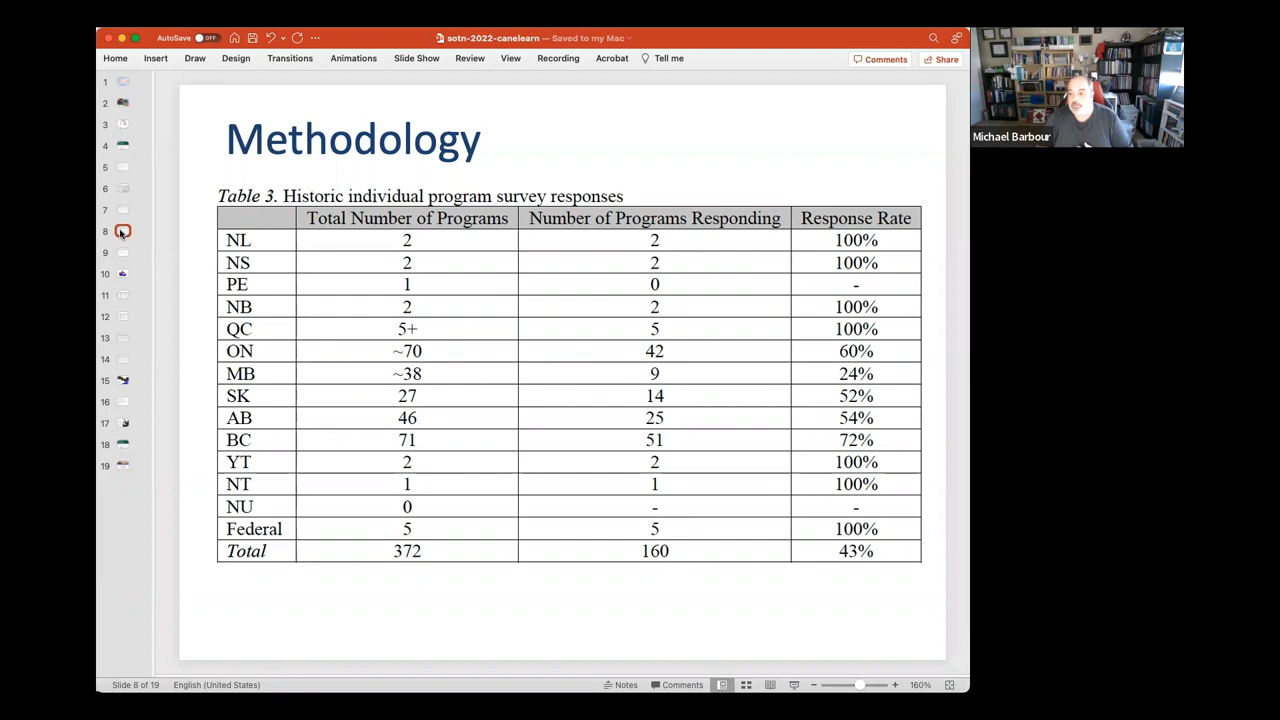 AutoSave OFF sotn-2022-canelearn — Saved to my Mac
Home Insert Draw Design Transitions Animations Slide Show Review View Recording Acrobat Tell me Comments Share
1
2
3
4
5
6
7
8
9
10
11
12
13
14
15
16
17
18
19
Methodology
Table 3. Historic individual program survey responses
Total Number of Programs Number of Programs Responding Response Rate
NL 2 2 100%
NS 2 2 100%
PE 1 0 -
NB 2 2 100%
QC 5+ 5 100%
ON ~70 42 60%
MB ~38 9 24%
SK 27 14 52%
AB 46 25 54%
BC 71 51 72%
YT 2 2 100%
NT 1 1 100%
NU 0 - -
Federal 5 5 100%
Total 372 160 43%
Michael Barbour
Slide 8 of 19 English (United States) Notes Comments 160%